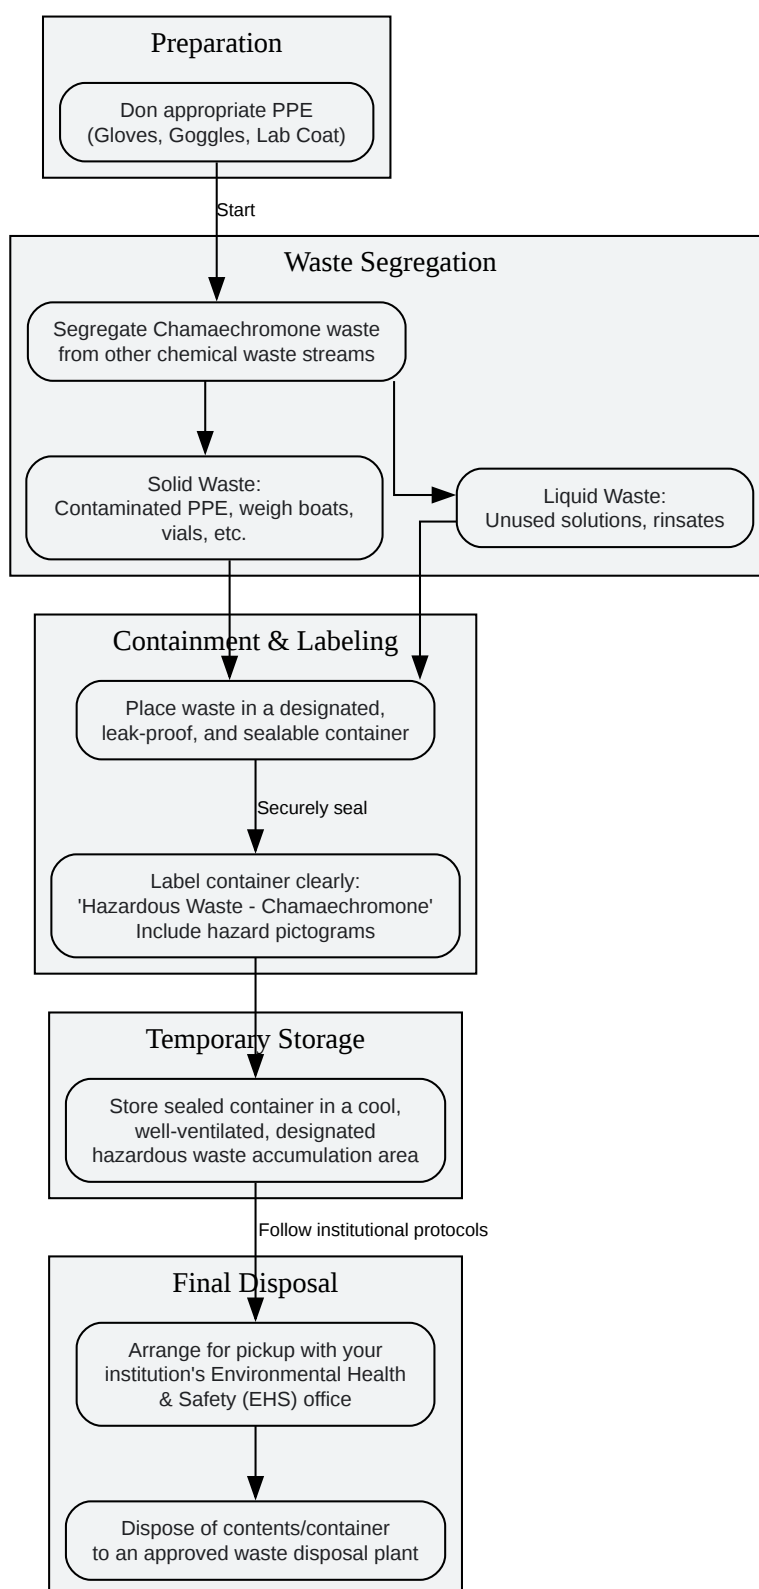 Preparation
Don appropriate PPE
(Gloves, Goggles, Lab Coat)
Start
Waste Segregation
Segregate Chamaechromone waste
from other chemical waste streams
Solid Waste:
Contaminated PPE, weigh boats,
vials, etc.
Liquid Waste:
Unused solutions, rinsates
Containment & Labeling
Place waste in a designated,
leak-proof, and sealable container
Securely seal
Label container clearly:
'Hazardous Waste - Chamaechromone'
Include hazard pictograms
Temporary Storage
Store sealed container in a cool,
well-ventilated, designated
hazardous waste accumulation area
Follow institutional protocols
Final Disposal
Arrange for pickup with your
institution's Environmental Health
& Safety (EHS) office
Dispose of contents/container
to an approved waste disposal plant